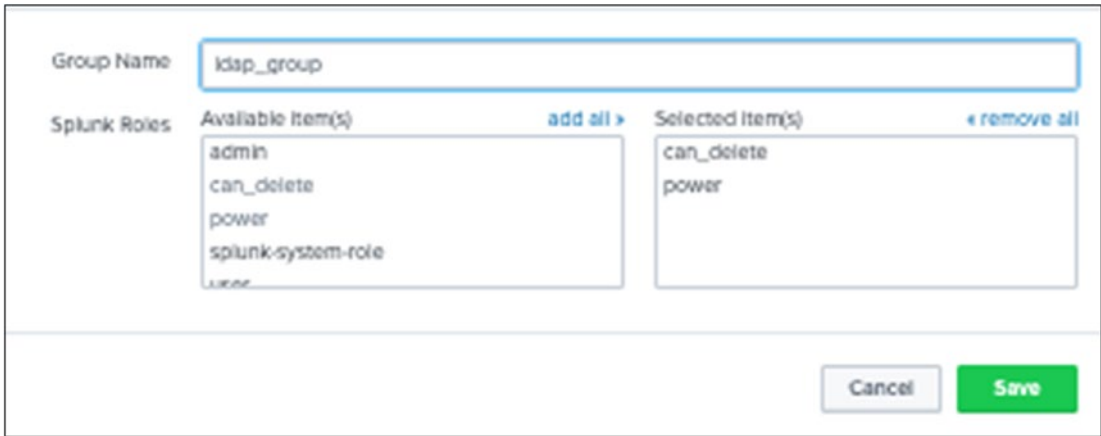 Group Name ldap_group
Splunk Roles Available item(s) add all » Selected item(s) « remove all
admin can_delete
can_delete power
power
splunk-system-role
user
Cancel Save